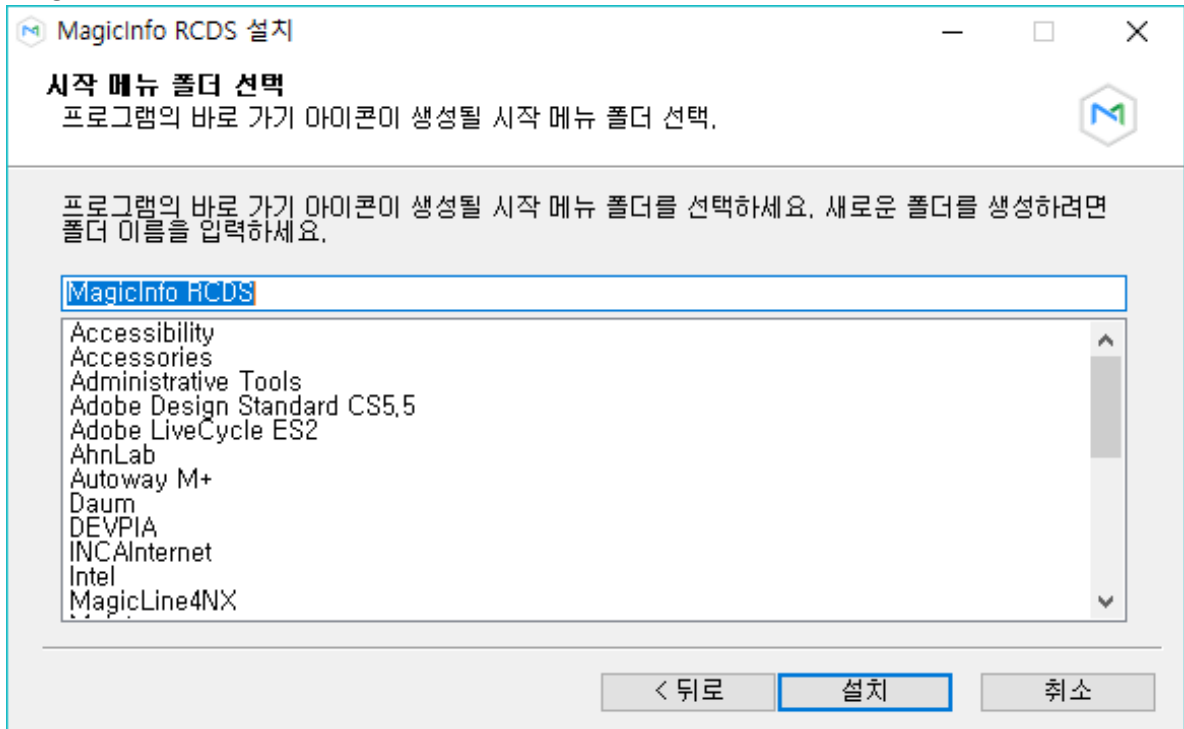 MagicInfo RCDS 설치
시작 메뉴 폴더 선택
프로그램의 바로 가기 아이콘이 생성될 시작 메뉴 폴더 선택.
프로그램의 바로 가기 아이콘이 생성될 시작 메뉴 폴더를 선택하세요. 새로운 폴더를 생성하려면
폴더 이름을 입력하세요.
MagicInfo RCDS
Accessibility
Accessories
Administrative Tools
Adobe Design Standard CS5.5
Adobe LiveCycle ES2
AhnLab
Autoway M+
Daum
DEVPIA
INCAInternet
Intel
MagicLine4NX
< 뒤로
설치
취소